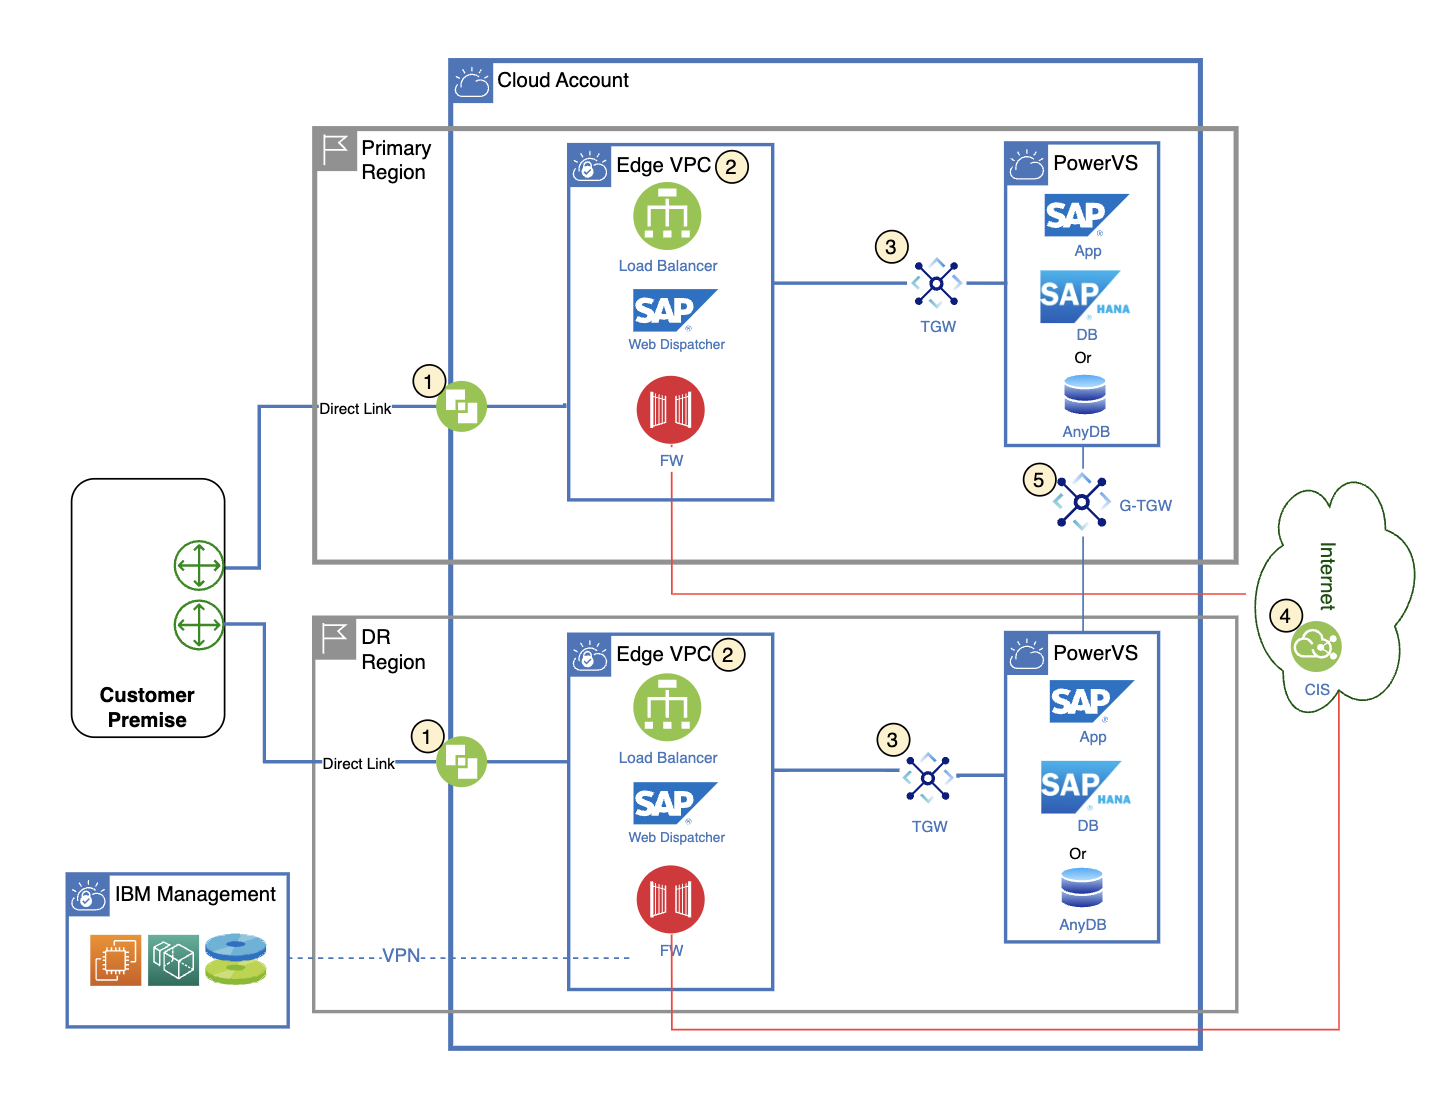 Cloud Account
Primary
Region
Edge VPC
2
Load Balancer
SAP
®
Web Dispatcher
FW
3
TGW
PowerVS
SAP
®
App
SAP
®
HANA
DB
Or
AnyDB
1
Direct Link
5
G-TGW
Customer
Premise
Internet
4
CIS
DR
Region
Edge VPC
2
Load Balancer
SAP
®
Web Dispatcher
FW
3
TGW
PowerVS
SAP
®
App
SAP
®
HANA
DB
Or
AnyDB
1
Direct Link
IBM Management
VPN